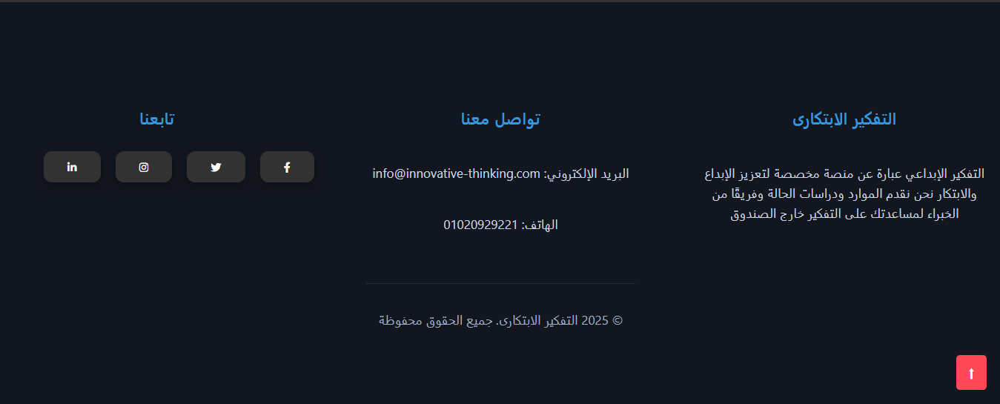 التفكير الابتكارى
التفكير الإبداعي عبارة عن منصة مخصصة لتعزيز الإبداع
والابتكار نحن نقدم الموارد ودراسات الحالة وفريقًا من
الخبراء لمساعدتك على التفكير خارج الصندوق
تواصل معنا
البريد الإلكتروني: info@innovative-thinking.com
الهاتف: 01020929221
تابعنا
© 2025 التفكير الابتكارى. جميع الحقوق محفوظة